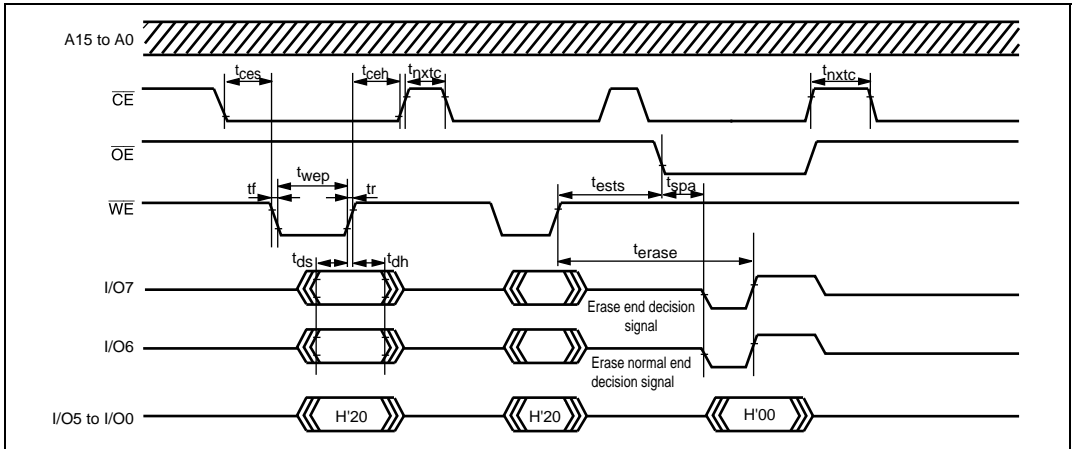 A15 to A0
tces
tceh
tnxtc
tnxtc
CE
OE
twep
tests
tspa
tf
tr
WE
terase
tds
tdh
I/O7
Erase end decision
signal
I/O6
Erase normal end
decision signal
I/O5 to I/O0
H'20
H'20
H'00